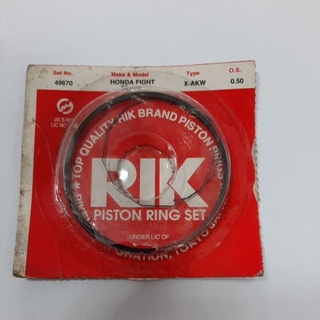 Set No. Make & Model Type O.S.
49670 HONDA FIGHT X-AKW 0.50
TOP QUALITY RIK BRAND PISTON RINGS
RIK
PISTON RING SET
UNDER LIC OF